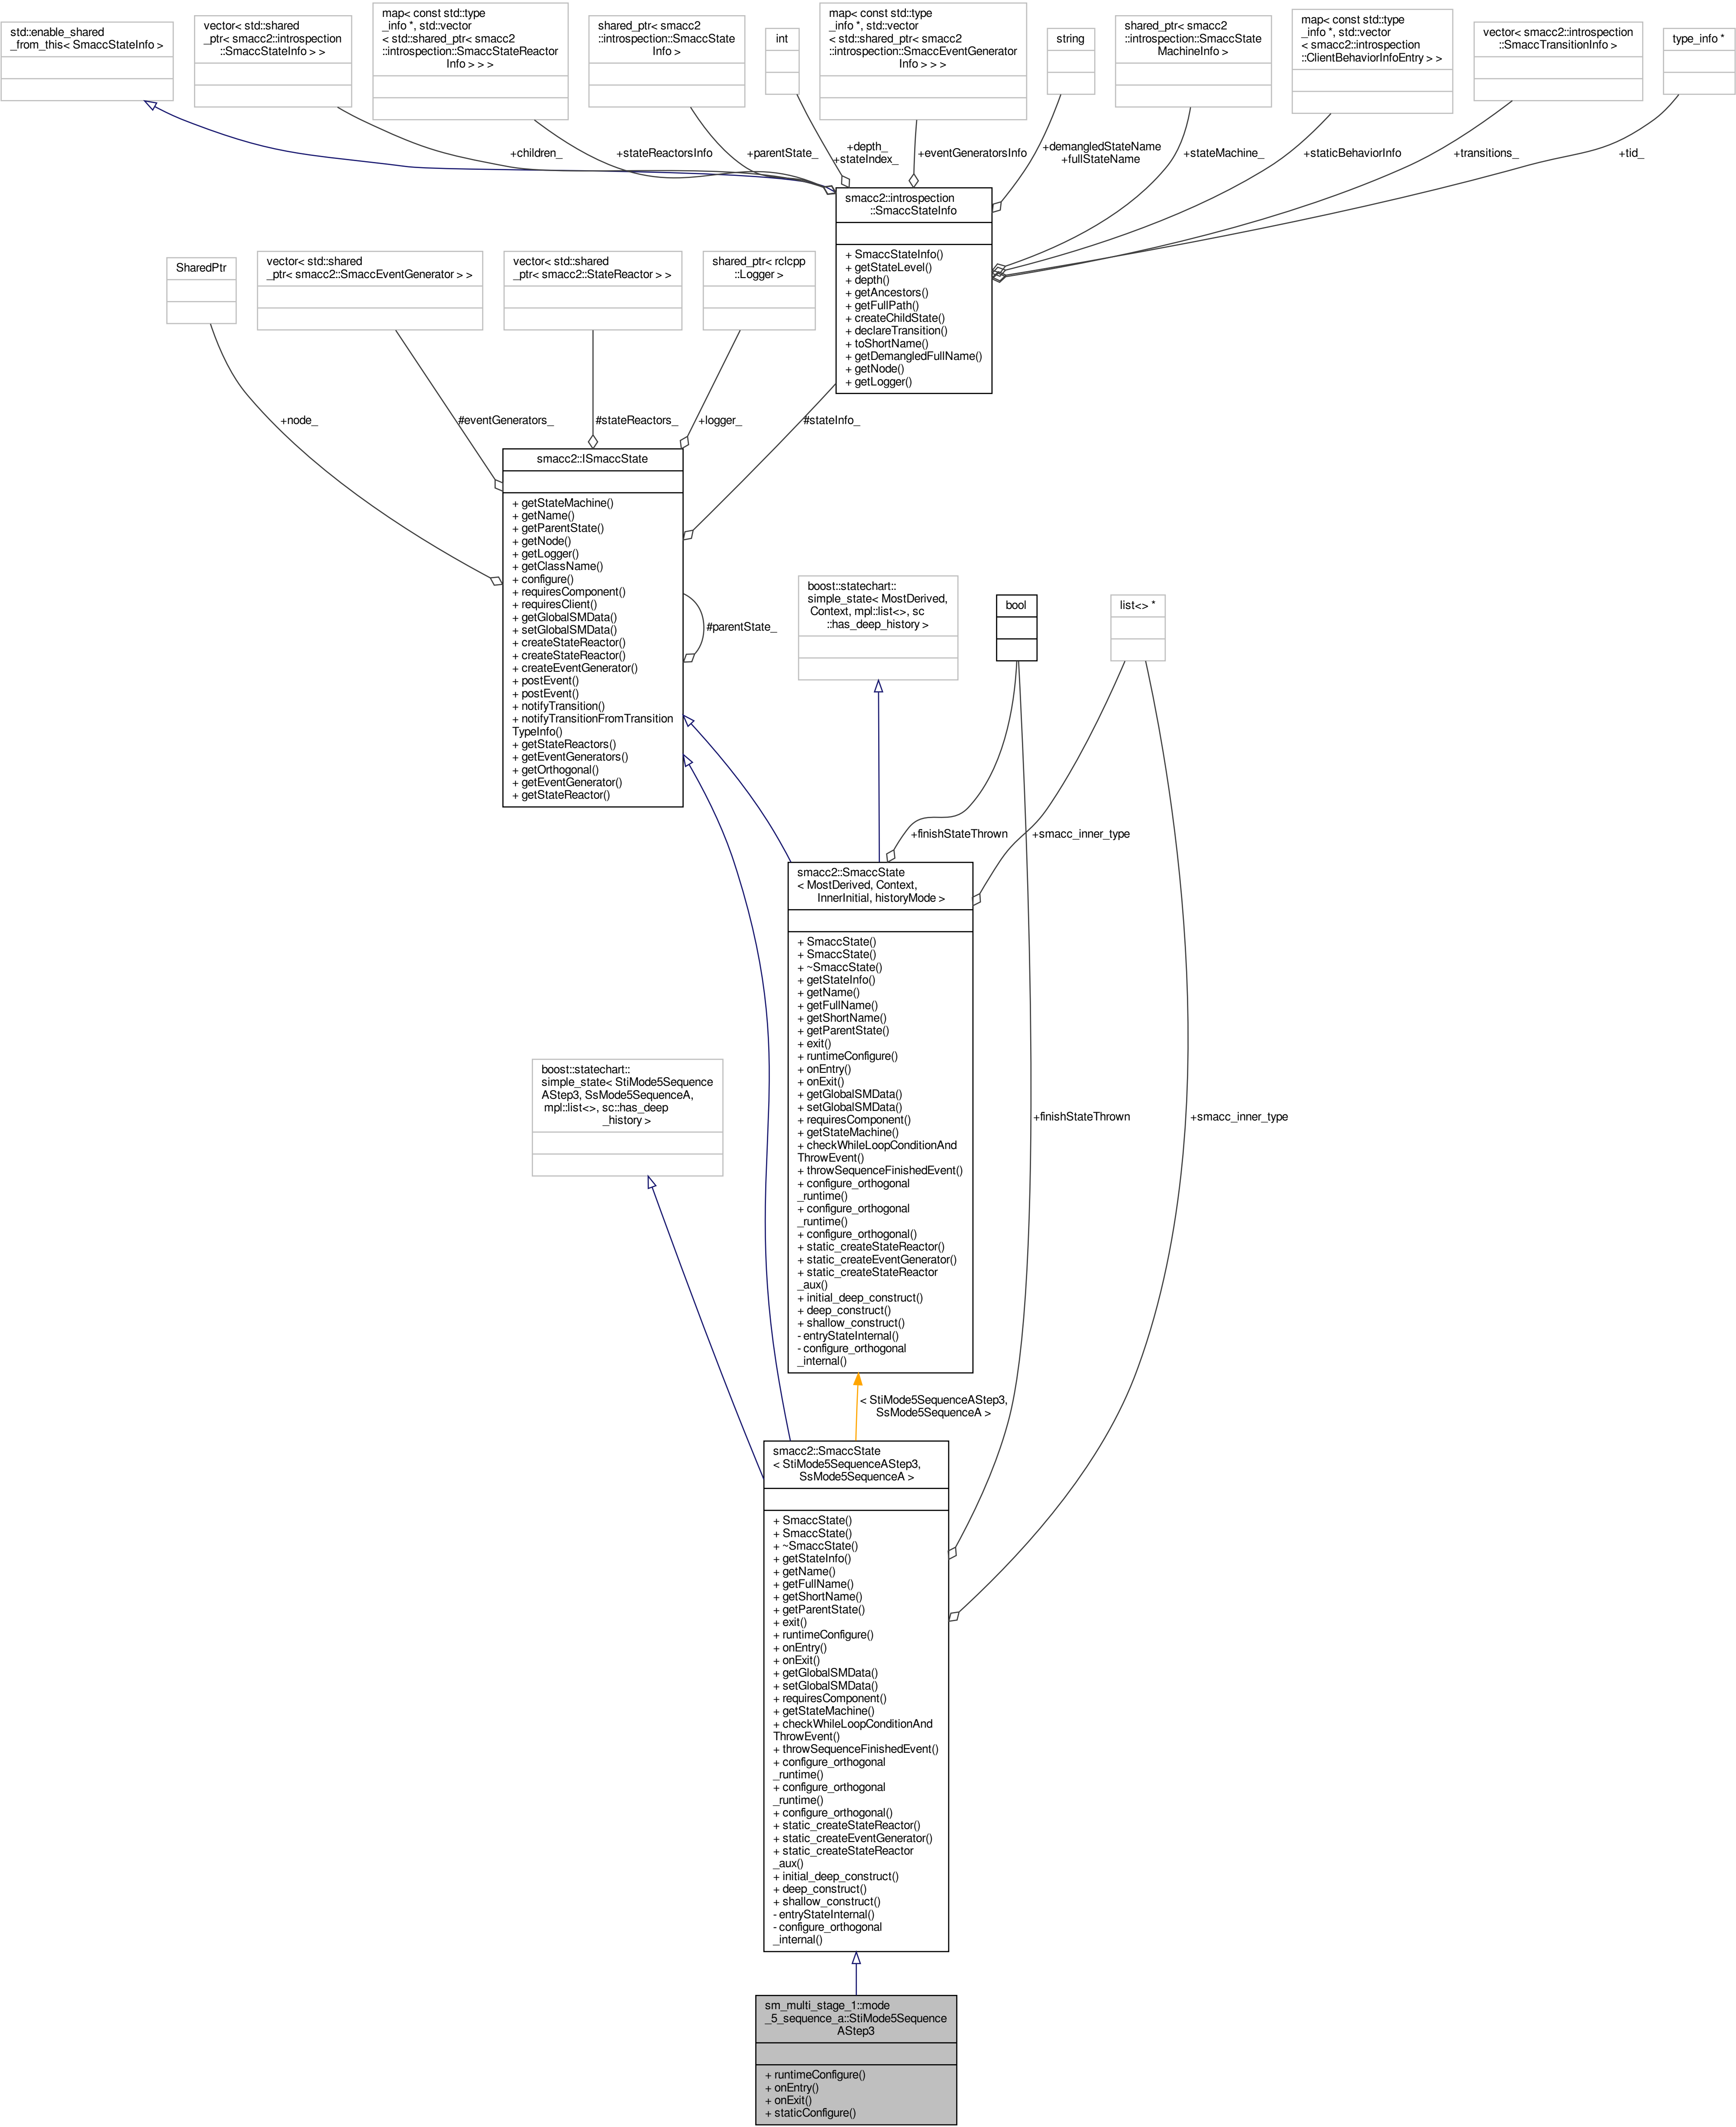 std::enable_shared
_from_this< SmaccStateInfo >
vector< std::shared
_ptr< smacc2::introspection
::SmaccStateInfo > >
map< const std::type
_info *, std::vector
< std::shared_ptr< smacc2
::introspection::SmaccStateReactor
Info > > >
shared_ptr< smacc2
::introspection::SmaccState
Info >
int
map< const std::type
_info *, std::vector
< std::shared_ptr< smacc2
::introspection::SmaccEventGenerator
Info > > >
string
shared_ptr< smacc2
::introspection::SmaccState
MachineInfo >
map< const std::type
_info *, std::vector
< smacc2::introspection
::ClientBehaviorInfoEntry > >
vector< smacc2::introspection
::SmaccTransitionInfo >
type_info *
+children_
+stateReactorsInfo
+parentState_
+depth_
+stateIndex_
+eventGeneratorsInfo
+demangledStateName
+fullStateName
+stateMachine_
+staticBehaviorInfo
+transitions_
+tid_
smacc2::introspection
::SmaccStateInfo
+ SmaccStateInfo()
+ getStateLevel()
+ depth()
+ getAncestors()
+ getFullPath()
+ createChildState()
+ declareTransition()
+ toShortName()
+ getDemangledFullName()
+ getNode()
+ getLogger()
SharedPtr
vector< std::shared
_ptr< smacc2::SmaccEventGenerator > >
vector< std::shared
_ptr< smacc2::StateReactor > >
shared_ptr< rclcpp
::Logger >
+node_
#eventGenerators_
#stateReactors_
+logger_
#stateInfo_
smacc2::ISmaccState
+ getStateMachine()
+ getName()
+ getParentState()
+ getNode()
+ getLogger()
+ getClassName()
+ configure()
+ requiresComponent()
+ requiresClient()
+ getGlobalSMData()
+ setGlobalSMData()
+ createStateReactor()
+ createStateReactor()
+ createEventGenerator()
+ postEvent()
+ postEvent()
+ notifyTransition()
+ notifyTransitionFromTransition
TypeInfo()
+ getStateReactors()
+ getEventGenerators()
+ getOrthogonal()
+ getEventGenerator()
+ getStateReactor()
#parentState_
boost::statechart::
simple_state< MostDerived,
Context, mpl::list<>, sc
::has_deep_history >
bool
list<> *
+finishStateThrown
+smacc_inner_type
smacc2::SmaccState
< MostDerived, Context,
InnerInitial, historyMode >
+ SmaccState()
+ SmaccState()
+ ~SmaccState()
+ getStateInfo()
+ getName()
+ getFullName()
+ getShortName()
+ getParentState()
+ exit()
+ runtimeConfigure()
+ onEntry()
+ onExit()
+ getGlobalSMData()
+ setGlobalSMData()
+ requiresComponent()
+ getStateMachine()
+ checkWhileLoopConditionAnd
ThrowEvent()
+ throwSequenceFinishedEvent()
+ configure_orthogonal
_runtime()
+ configure_orthogonal
_runtime()
+ configure_orthogonal()
+ static_createStateReactor()
+ static_createEventGenerator()
+ static_createStateReactor
_aux()
+ initial_deep_construct()
+ deep_construct()
+ shallow_construct()
- entryStateInternal()
- configure_orthogonal
_internal()
boost::statechart::
simple_state< StiMode5Sequence
AStep3, SsMode5SequenceA,
mpl::list<>, sc::has_deep
_history >
+finishStateThrown
+smacc_inner_type
< StiMode5SequenceAStep3,
SsMode5SequenceA >
smacc2::SmaccState
< StiMode5SequenceAStep3,
SsMode5SequenceA >
+ SmaccState()
+ SmaccState()
+ ~SmaccState()
+ getStateInfo()
+ getName()
+ getFullName()
+ getShortName()
+ getParentState()
+ exit()
+ runtimeConfigure()
+ onEntry()
+ onExit()
+ getGlobalSMData()
+ setGlobalSMData()
+ requiresComponent()
+ getStateMachine()
+ checkWhileLoopConditionAnd
ThrowEvent()
+ throwSequenceFinishedEvent()
+ configure_orthogonal
_runtime()
+ configure_orthogonal
_runtime()
+ configure_orthogonal()
+ static_createStateReactor()
+ static_createEventGenerator()
+ static_createStateReactor
_aux()
+ initial_deep_construct()
+ deep_construct()
+ shallow_construct()
- entryStateInternal()
- configure_orthogonal
_internal()
sm_multi_stage_1::mode
_5_sequence_a::StiMode5Sequence
AStep3
+ runtimeConfigure()
+ onEntry()
+ onExit()
+ staticConfigure()